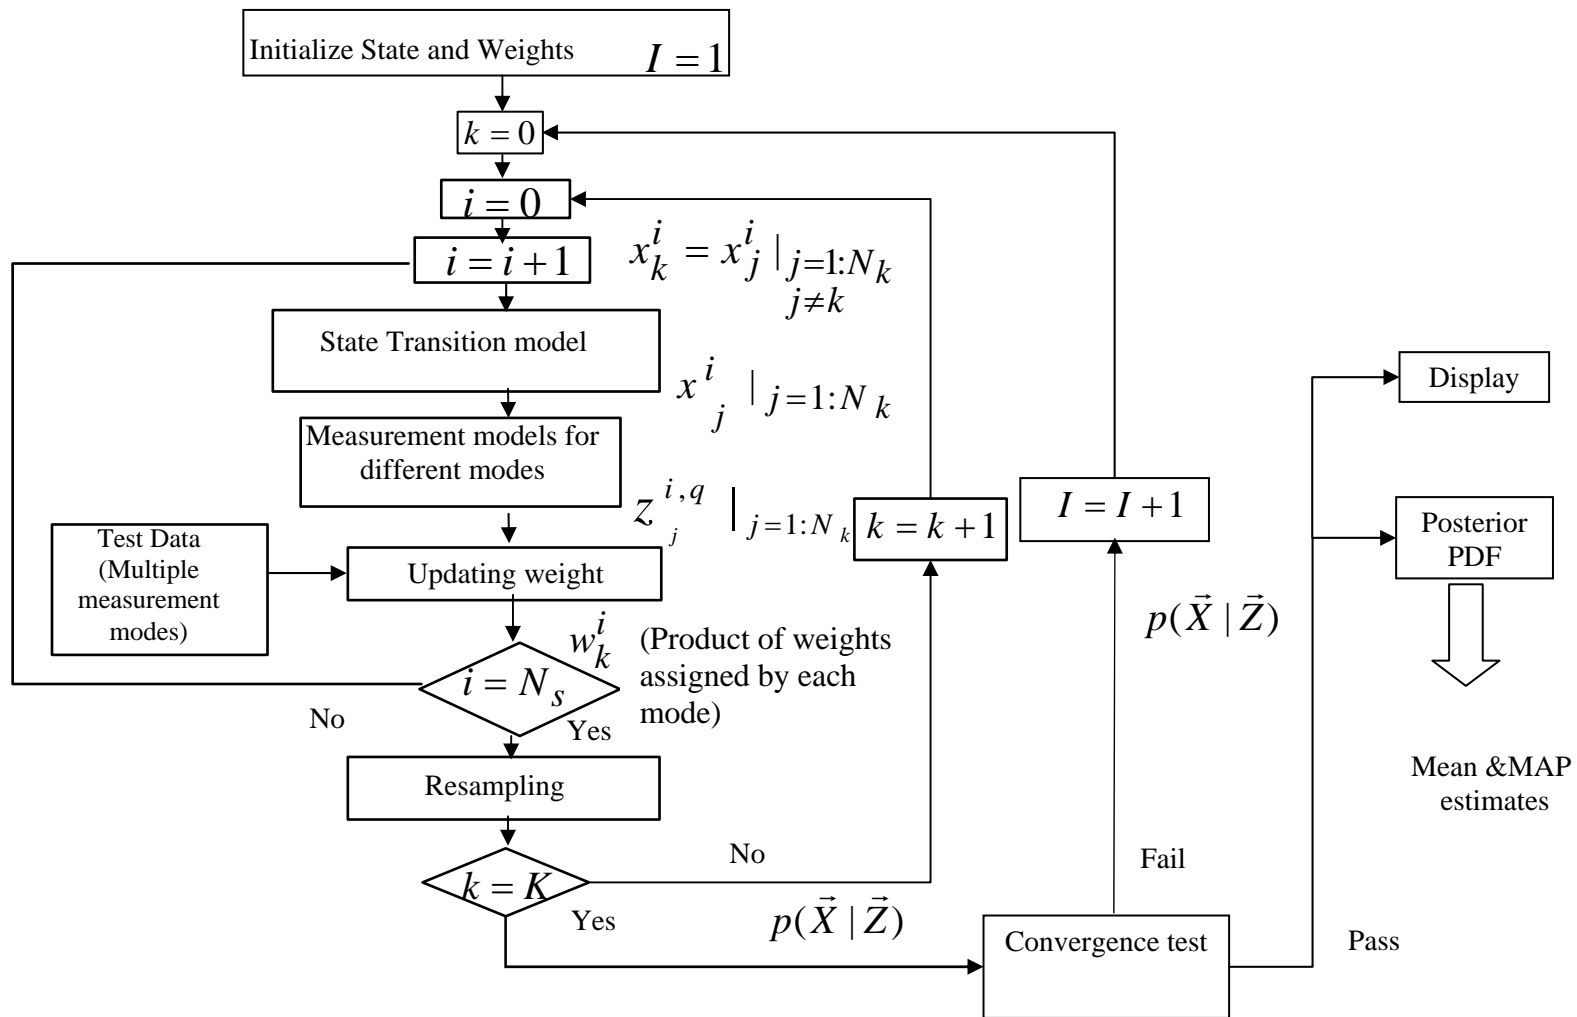 Initialize State and Weights I = 1
k = 0
i = 0
i = i + 1
x_k^i = x_j^i |_{j=1:N_k}
j≠k
State Transition model
x_j^i |_{j=1:N_k}
Measurement models for
different modes
z_j^{i,q} |_{j=1:N_k}
k = k + 1
I = I + 1
Display
Posterior
PDF
Test Data
(Multiple
measurement
modes)
Updating weight
w_k^i
(Product of weights
assigned by each
mode)
p(X⃗ | Z⃗)
i = N_s
No
Yes
Resampling
Mean &MAP
estimates
k = K
No
Yes
p(X⃗ | Z⃗)
Fail
Convergence test
Pass